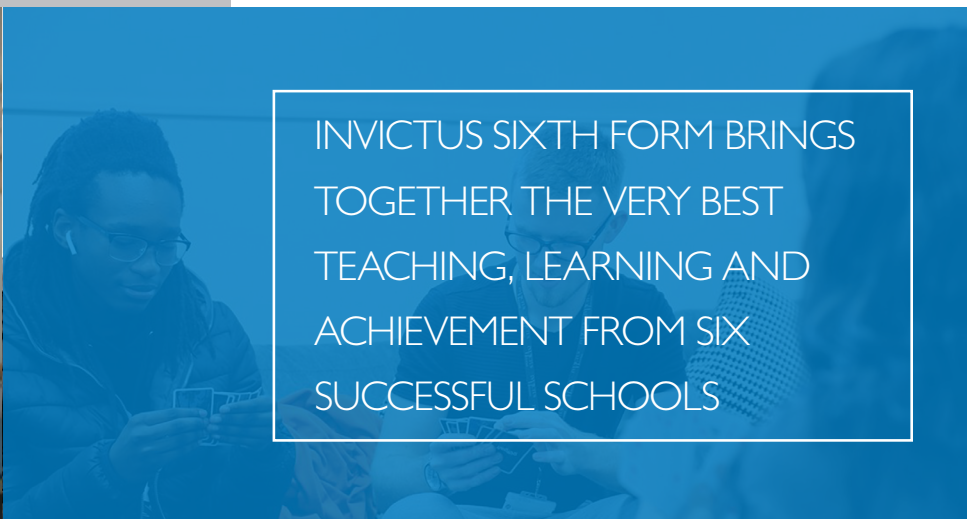 INVICTUS SIXTH FORM BRINGS
TOGETHER THE VERY BEST
TEACHING, LEARNING AND
ACHIEVEMENT FROM SIX
SUCCESSFUL SCHOOLS